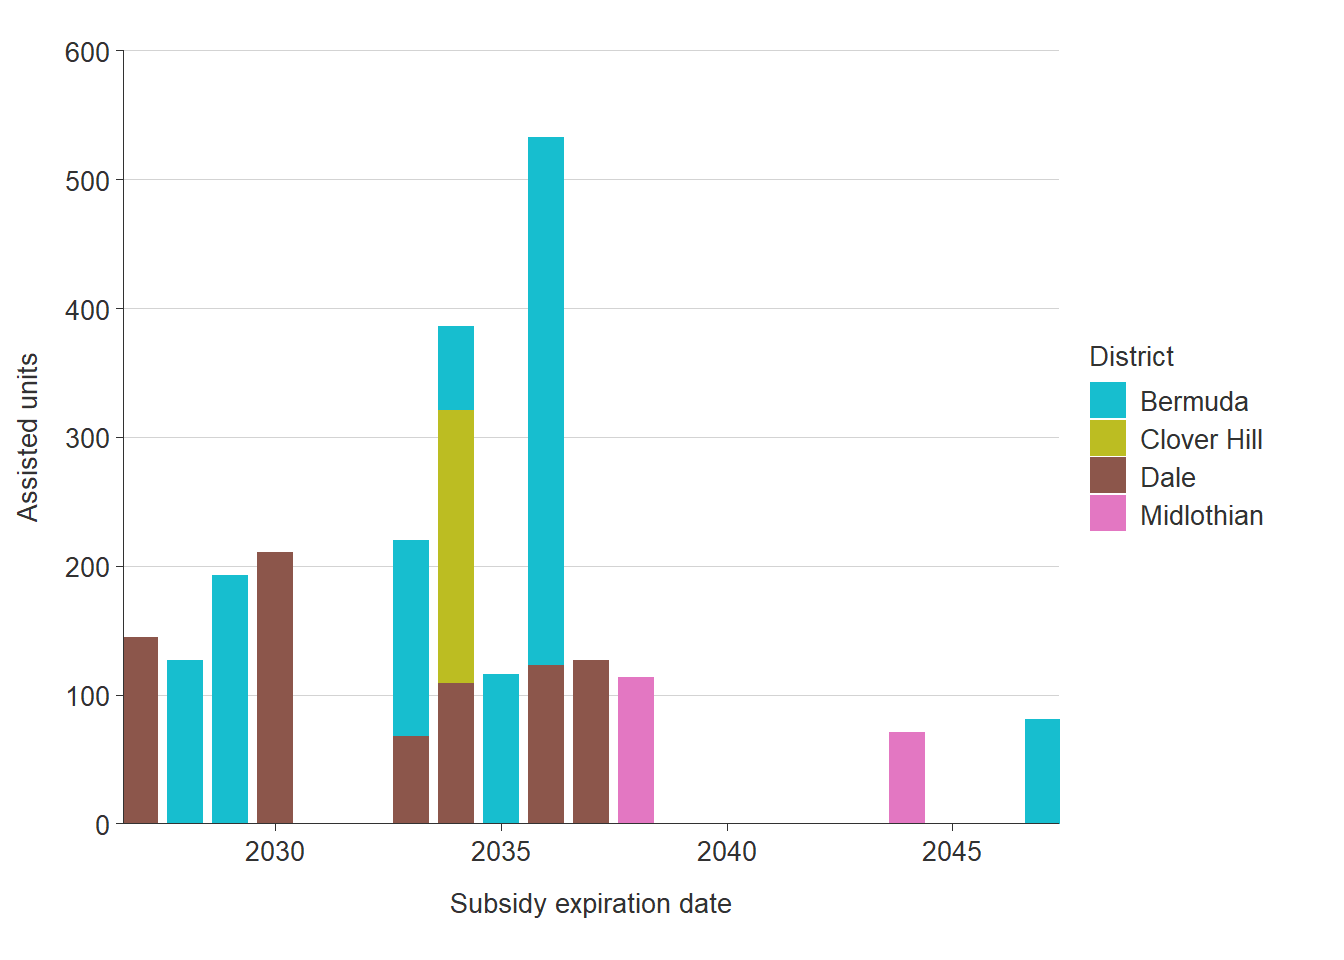 600
500
400
300
200
100
0
Assisted units
2030 2035 2040 2045
Subsidy expiration date
District
Bermuda
Clover Hill
Dale
Midlothian